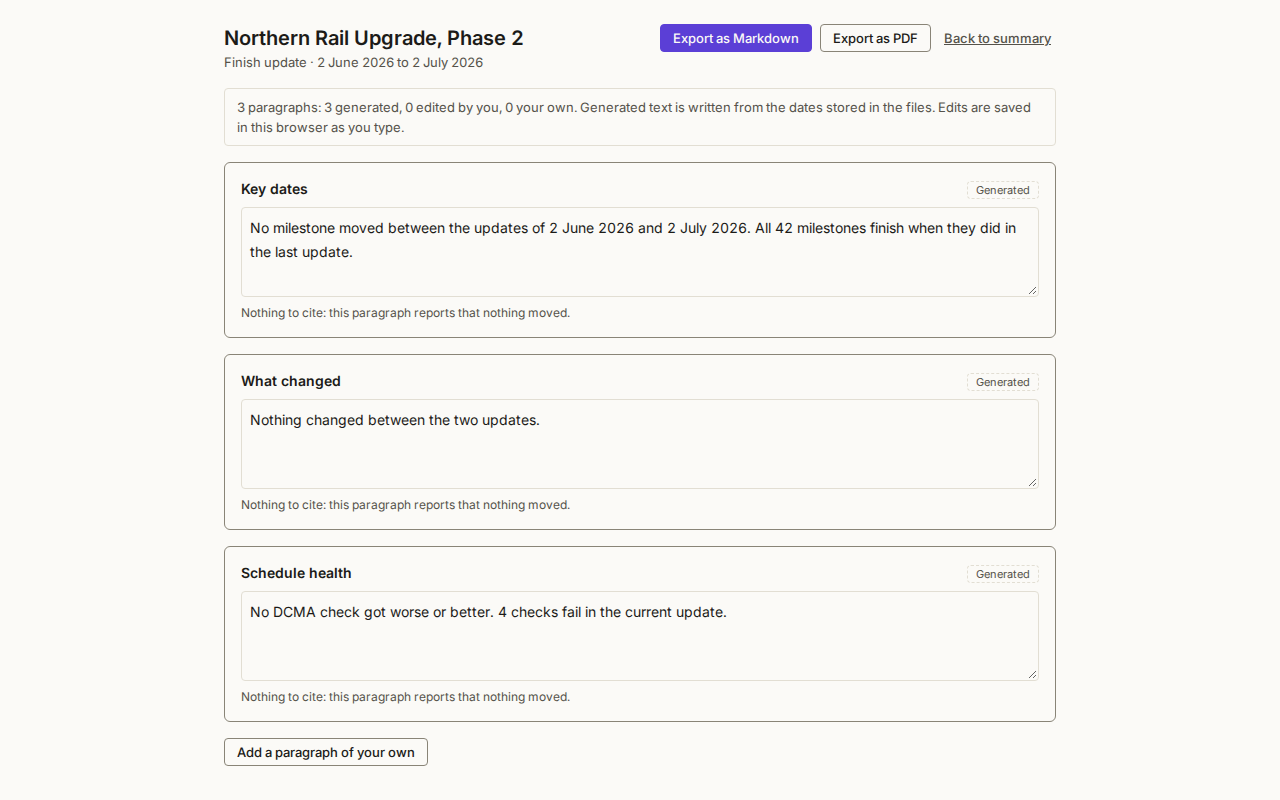 Northern Rail Upgrade, Phase 2
Export as Markdown
Export as PDF
Back to summary
Finish update · 2 June 2026 to 2 July 2026
3 paragraphs: 3 generated, 0 edited by you, 0 your own. Generated text is written from the dates stored in the files. Edits are saved
in this browser as you type.
Key dates
Generated
No milestone moved between the updates of 2 June 2026 and 2 July 2026. All 42 milestones finish when they did in
the last update.
Nothing to cite: this paragraph reports that nothing moved.
What changed
Generated
Nothing changed between the two updates.
Nothing to cite: this paragraph reports that nothing moved.
Schedule health
Generated
No DCMA check got worse or better. 4 checks fail in the current update.
Nothing to cite: this paragraph reports that nothing moved.
Add a paragraph of your own